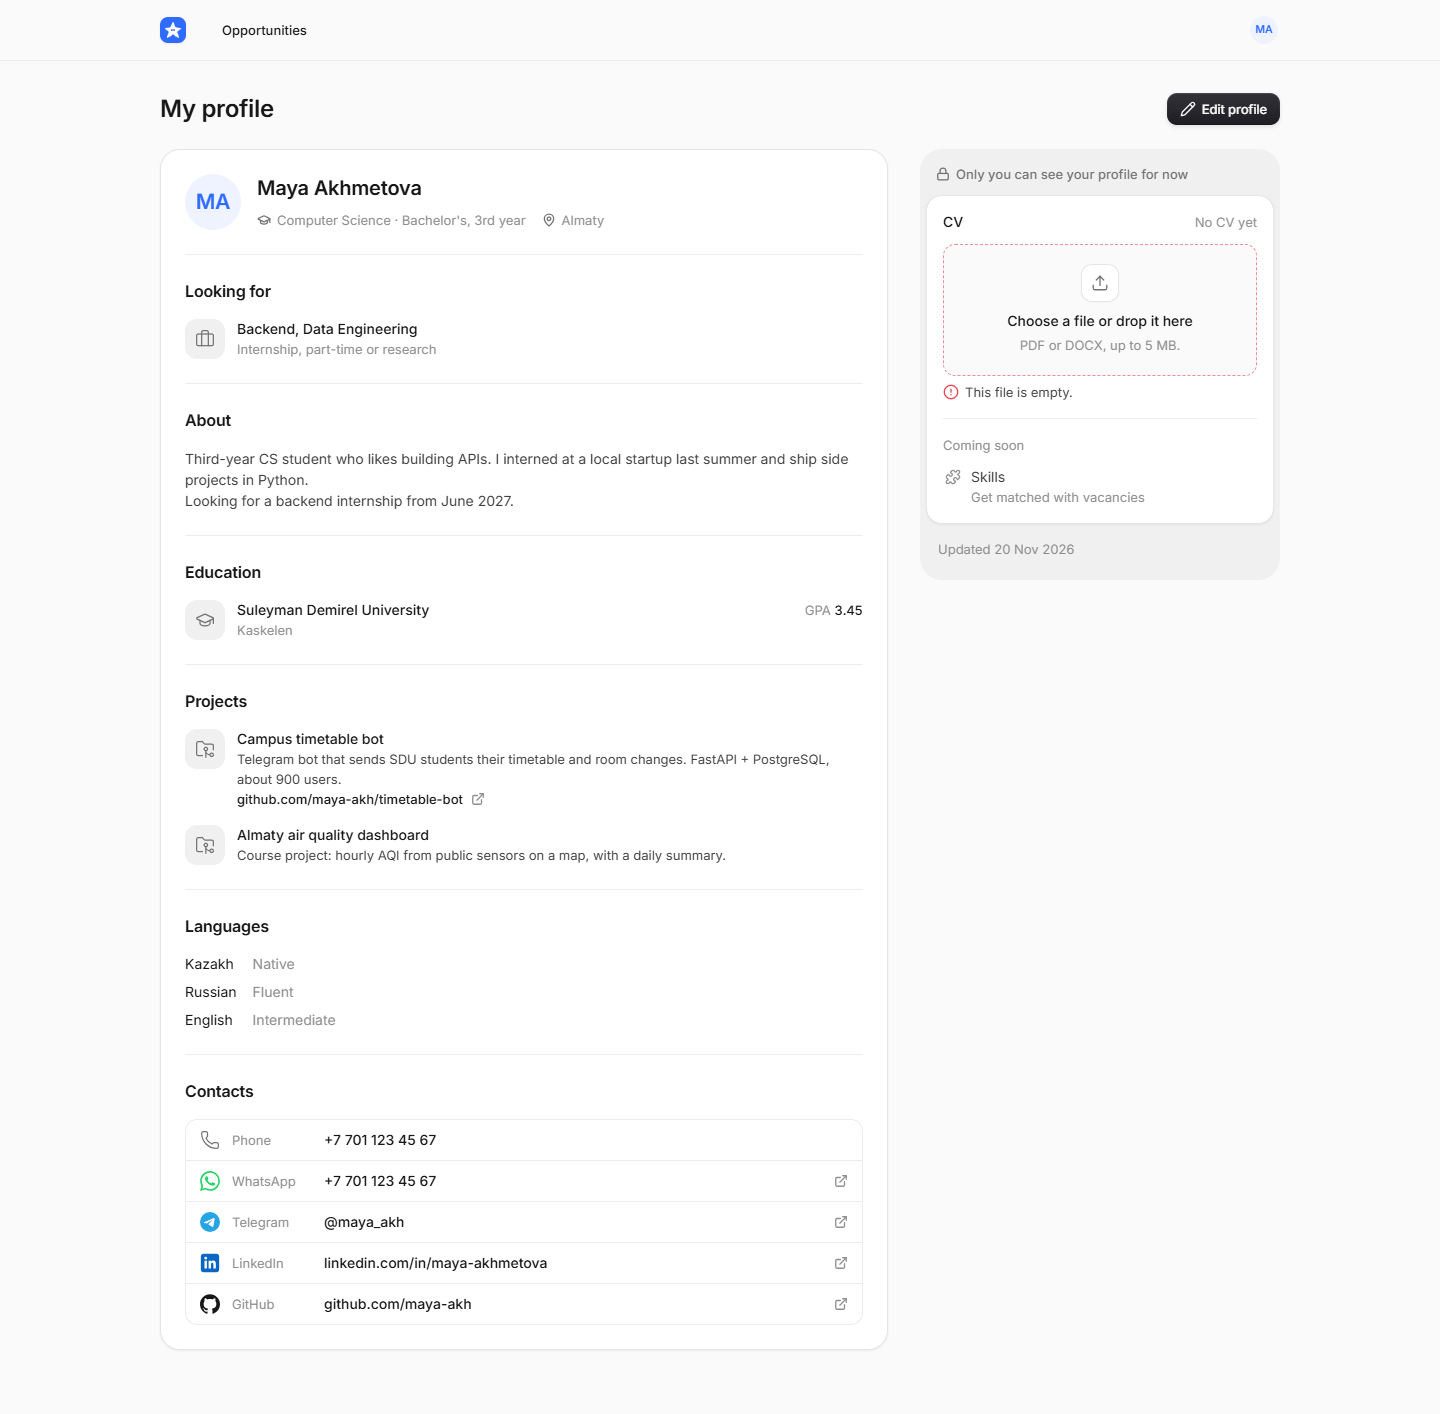 Opportunities
MA
My profile
Edit profile
MA
Maya Akhmetova
Computer Science · Bachelor's, 3rd year
Almaty
Looking for
Backend, Data Engineering
Internship, part-time or research
About
Third-year CS student who likes building APIs. I interned at a local startup last summer and ship side
projects in Python.
Looking for a backend internship from June 2027.
Education
Suleyman Demirel University
GPA 3.45
Kaskelen
Projects
Campus timetable bot
Telegram bot that sends SDU students their timetable and room changes. FastAPI + PostgreSQL,
about 900 users.
github.com/maya-akh/timetable-bot
Almaty air quality dashboard
Course project: hourly AQI from public sensors on a map, with a daily summary.
Languages
Kazakh Native
Russian Fluent
English Intermediate
Contacts
Phone +7 701 123 45 67
WhatsApp +7 701 123 45 67
Telegram @maya_akh
LinkedIn linkedin.com/in/maya-akhmetova
GitHub github.com/maya-akh
Only you can see your profile for now
CV
No CV yet
Choose a file or drop it here
PDF or DOCX, up to 5 MB.
This file is empty.
Coming soon
Skills
Get matched with vacancies
Updated 20 Nov 2026